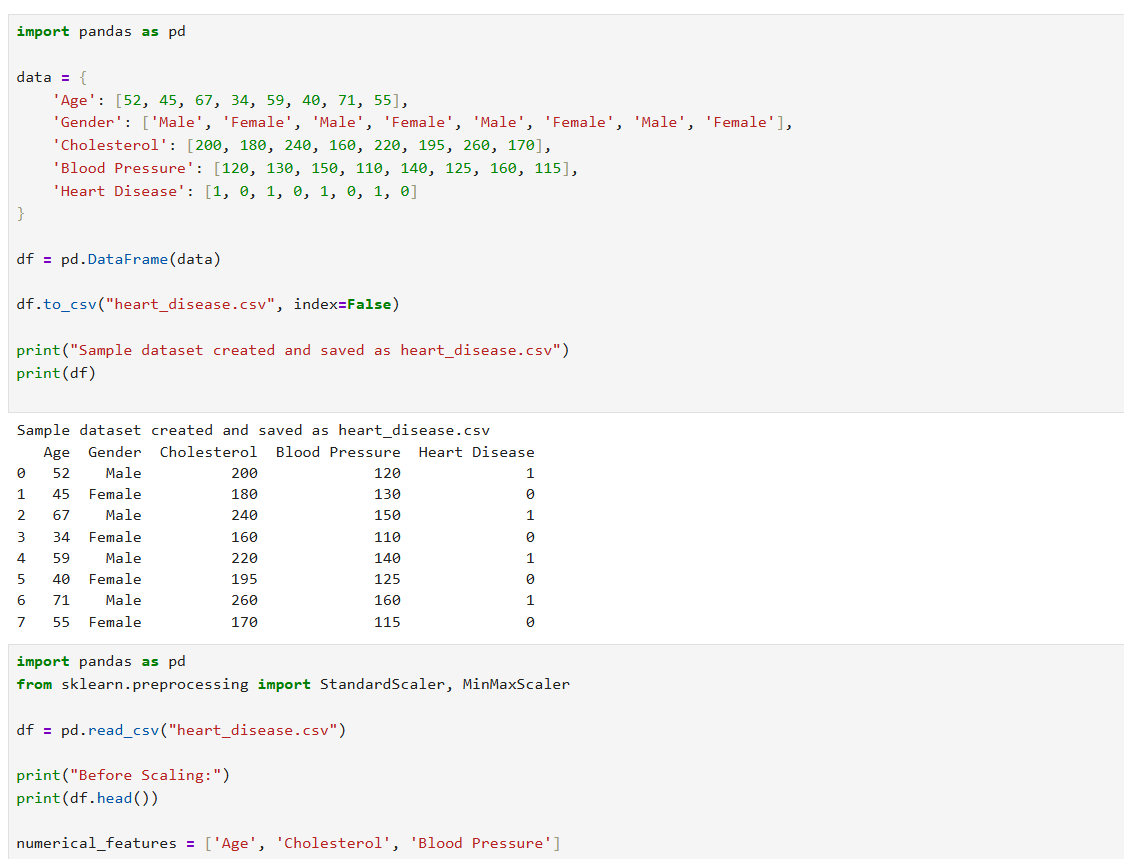 import pandas as pd
data = {
    'Age': [52, 45, 67, 34, 59, 40, 71, 55],
    'Gender': ['Male', 'Female', 'Male', 'Female', 'Male', 'Female', 'Male', 'Female'],
    'Cholesterol': [200, 180, 240, 160, 220, 195, 260, 170],
    'Blood Pressure': [120, 130, 150, 110, 140, 125, 160, 115],
    'Heart Disease': [1, 0, 1, 0, 1, 0, 1, 0]
}
df = pd.DataFrame(data)
df.to_csv("heart_disease.csv", index=False)
print("Sample dataset created and saved as heart_disease.csv")
print(df)
Sample dataset created and saved as heart_disease.csv
   Age  Gender  Cholesterol  Blood Pressure  Heart Disease
0   52    Male          200             120              1
1   45  Female          180             130              0
2   67    Male          240             150              1
3   34  Female          160             110              0
4   59    Male          220             140              1
5   40  Female          195             125              0
6   71    Male          260             160              1
7   55  Female          170             115              0
import pandas as pd
from sklearn.preprocessing import StandardScaler, MinMaxScaler
df = pd.read_csv("heart_disease.csv")
print("Before Scaling:")
print(df.head())
numerical_features = ['Age', 'Cholesterol', 'Blood Pressure']